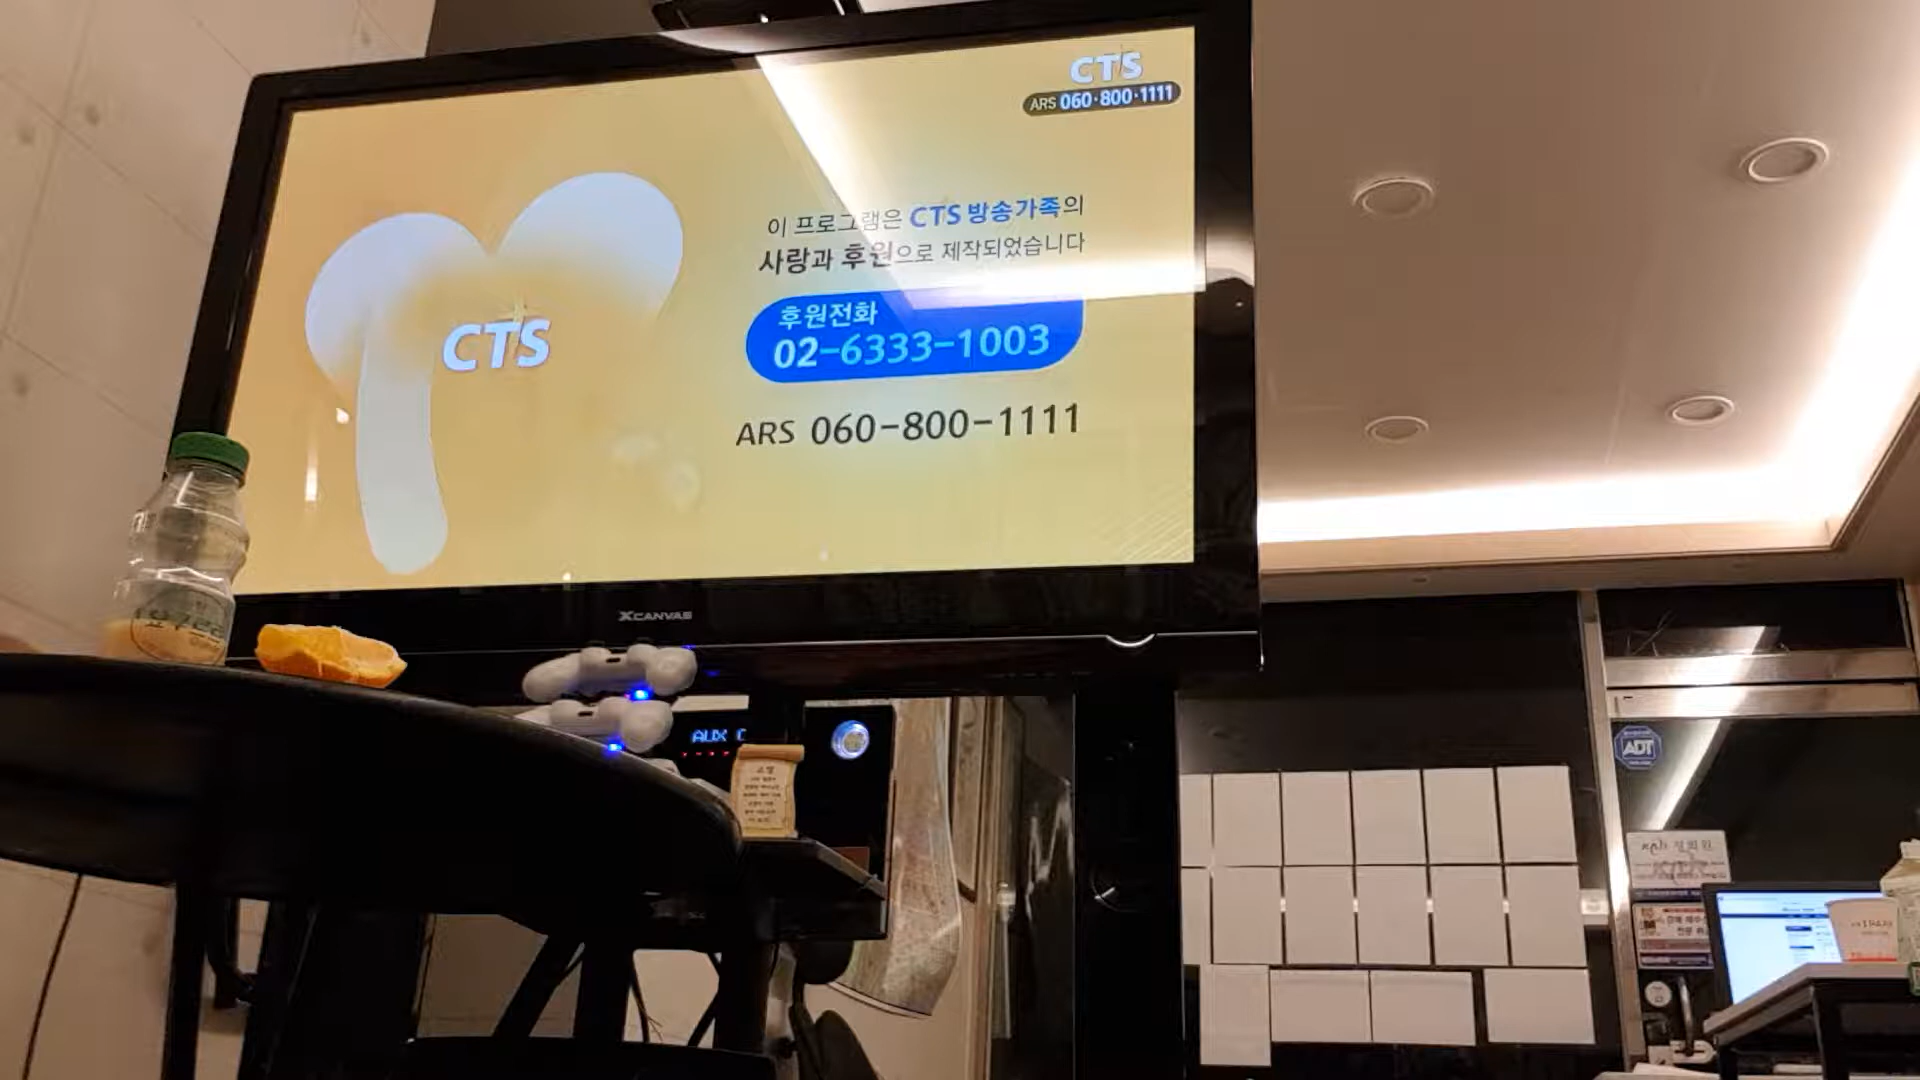 CTS
ARS 060·800·1111
이 프로그램은 CTS 방송가족의
사랑과 후원으로 제작되었습니다
CTS
후원전화
02-6333-1003
ARS 060-800-1111
XCANVAS
AUX
ADT